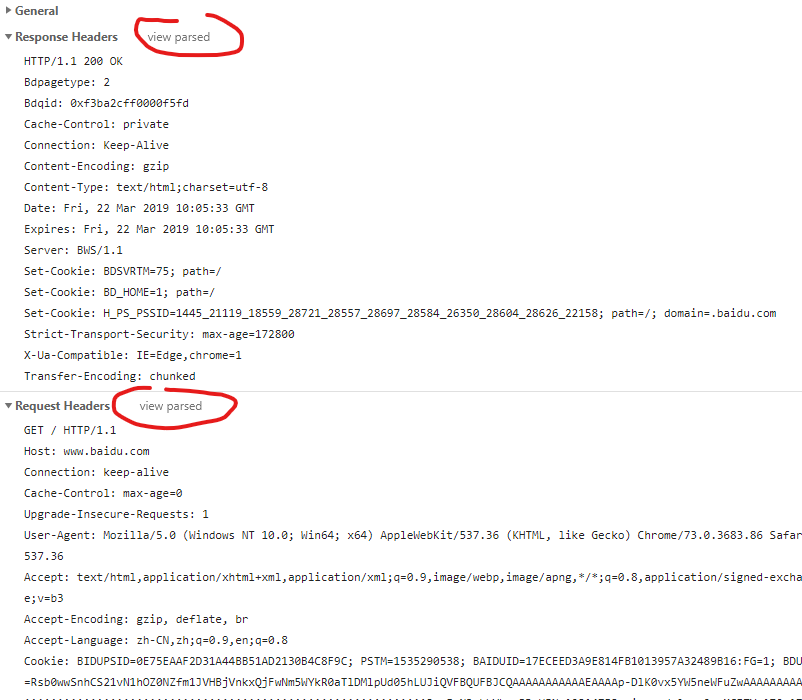 General
Response Headers view parsed
HTTP/1.1 200 OK
Bdpagetype: 2
Bdqid: 0xf3ba2cff0000f5fd
Cache-Control: private
Connection: Keep-Alive
Content-Encoding: gzip
Content-Type: text/html;charset=utf-8
Date: Fri, 22 Mar 2019 10:05:33 GMT
Expires: Fri, 22 Mar 2019 10:05:33 GMT
Server: BWS/1.1
Set-Cookie: BDSVRTM=75; path=/
Set-Cookie: BD_HOME=1; path=/
Set-Cookie: H_PS_PSSID=1445_21119_18559_28721_28557_28697_28584_26350_28604_28626_22158; path=/; domain=.baidu.com
Strict-Transport-Security: max-age=172800
X-Ua-Compatible: IE=Edge,chrome=1
Transfer-Encoding: chunked
Request Headers view parsed
GET / HTTP/1.1
Host: www.baidu.com
Connection: keep-alive
Cache-Control: max-age=0
Upgrade-Insecure-Requests: 1
User-Agent: Mozilla/5.0 (Windows NT 10.0; Win64; x64) AppleWebKit/537.36 (KHTML, like Gecko) Chrome/73.0.3683.86 Safar
537.36
Accept: text/html,application/xhtml+xml,application/xml;q=0.9,image/webp,image/apng,*/*;q=0.8,application/signed-excha
e;v=b3
Accept-Encoding: gzip, deflate, br
Accept-Language: zh-CN,zh;q=0.9,en;q=0.8
Cookie: BIDUPSID=0E75EAAF2D31A44BB51AD2130B4C8F9C; PSTM=1535290538; BAIDUID=17ECEED3A9E814FB1013957A32489B16:FG=1; BDU
=Rsb0wwSnhCS21vN1hOZ0NZfm1JVHBjVnkxQjFwNm5WYkR0aTlDMlpUd05hLUJiQVFBQUFBJCQAAAAAAAAAAAEAAAAp-DlK0vx5YW5neWFuZwAAAAAAAAA